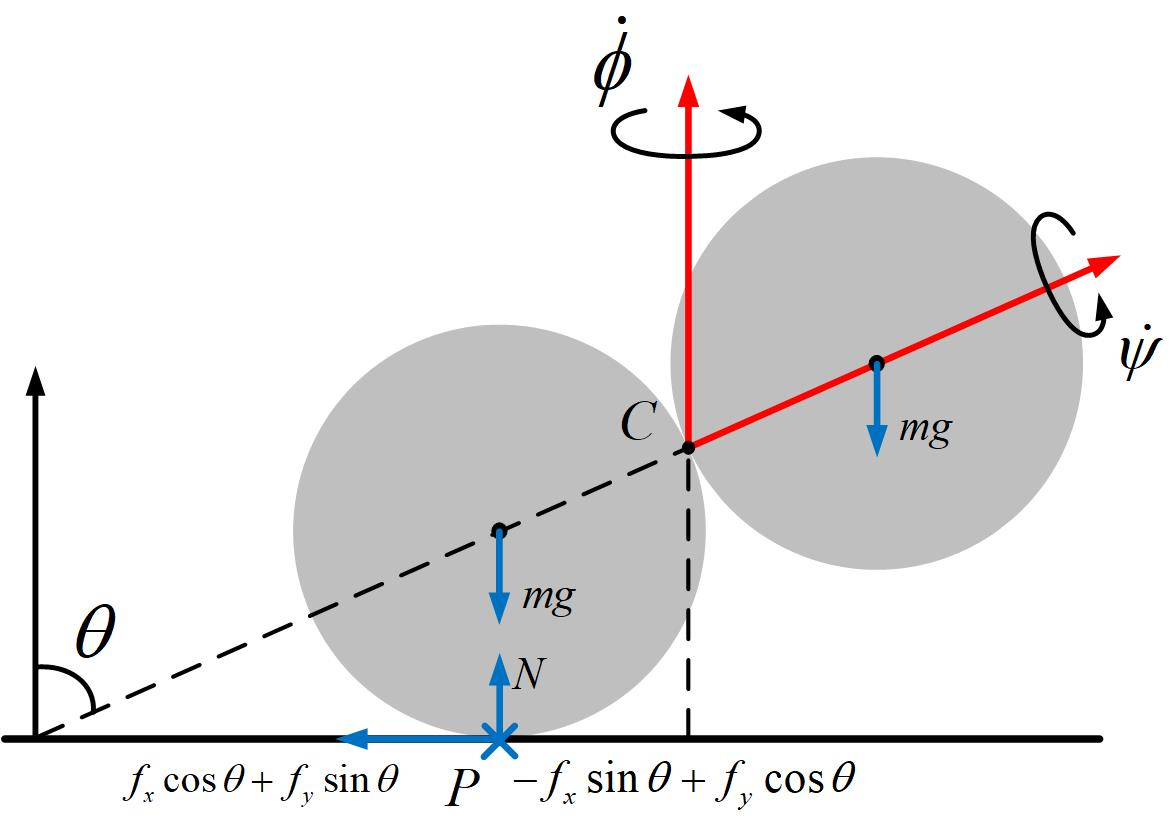 ϕ̇
C
ψ̇
mg
θ
mg
N
f_x cos θ + f_y sin θ
P
−f_x sin θ + f_y cos θ